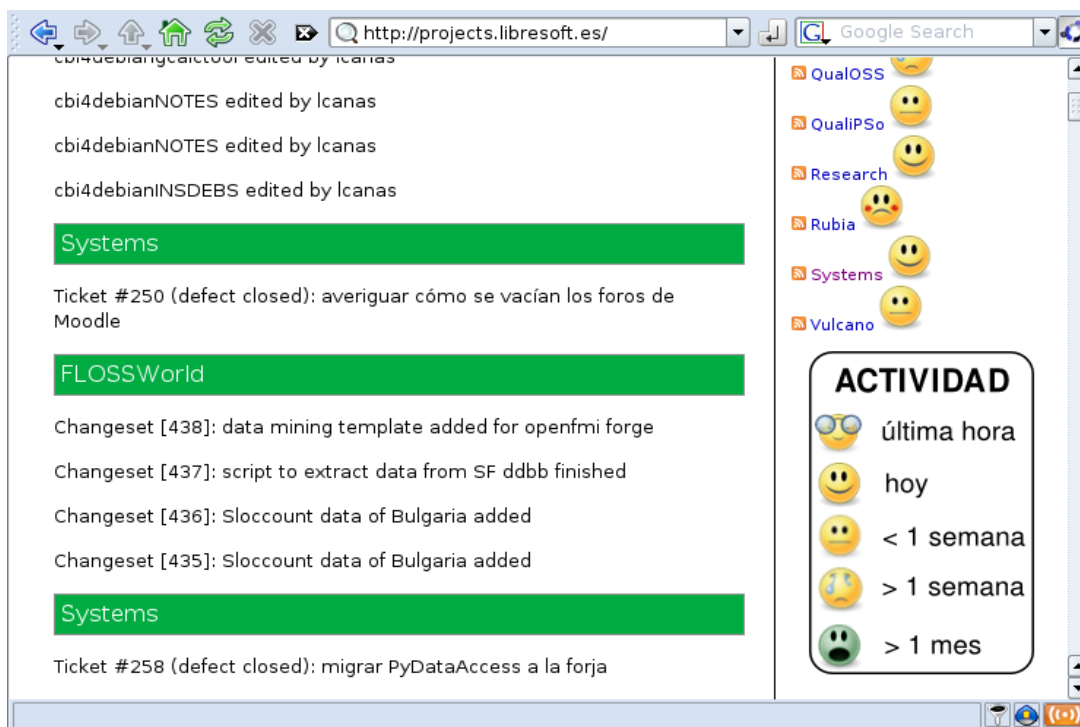 http://projects.libresoft.es/
Google Search
cbi4debiangcalctool edited by lcanas
cbi4debianNOTES edited by lcanas
cbi4debianNOTES edited by lcanas
cbi4debianINSDEBS edited by lcanas
Systems
Ticket #250 (defect closed): averiguar cómo se vacían los foros de
Moodle
FLOSSWorld
Changeset [438]: data mining template added for openfmi forge
Changeset [437]: script to extract data from SF ddbb finished
Changeset [436]: Sloccount data of Bulgaria added
Changeset [435]: Sloccount data of Bulgaria added
Systems
Ticket #258 (defect closed): migrar PyDataAccess a la forja
QualOSS
QualiPSo
Research
Rubia
Systems
Vulcano
ACTIVIDAD
última hora
hoy
< 1 semana
> 1 semana
> 1 mes